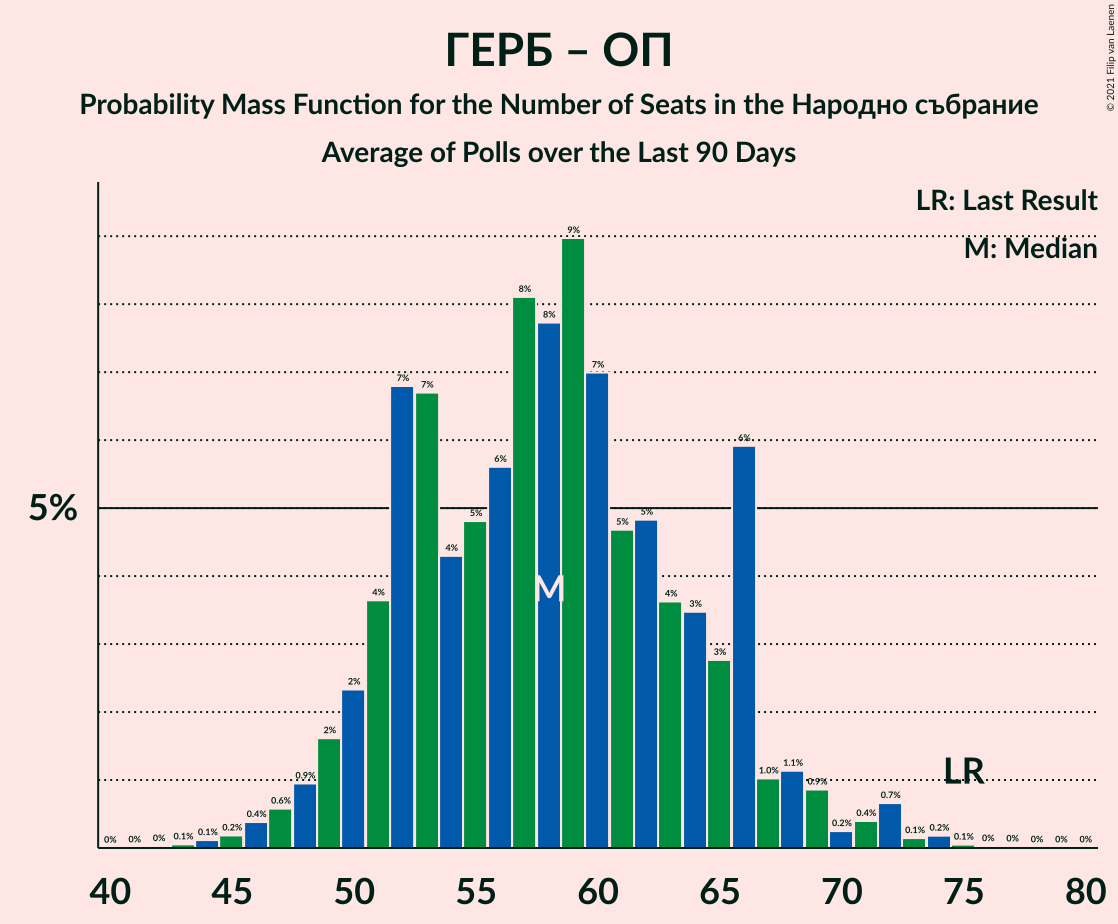 ГЕРБ – ОП
Probability Mass Function for the Number of Seats in the Народно събрание
Average of Polls over the Last 90 Days
© 2021 Filip van Laenen
LR: Last Result
M: Median
5%
0% 0% 0% 0.1% 0.1% 0.2% 0.4% 0.6% 0.9% 2% 2% 4% 7% 7% 4% 5% 6% 8% 8% 9% 7% 5% 5% 4% 3% 3% 6% 1.0% 1.1% 0.9% 0.2% 0.4% 0.7% 0.1% 0.2% 0.1% 0% 0% 0% 0% 0%
M
LR
40 45 50 55 60 65 70 75 80